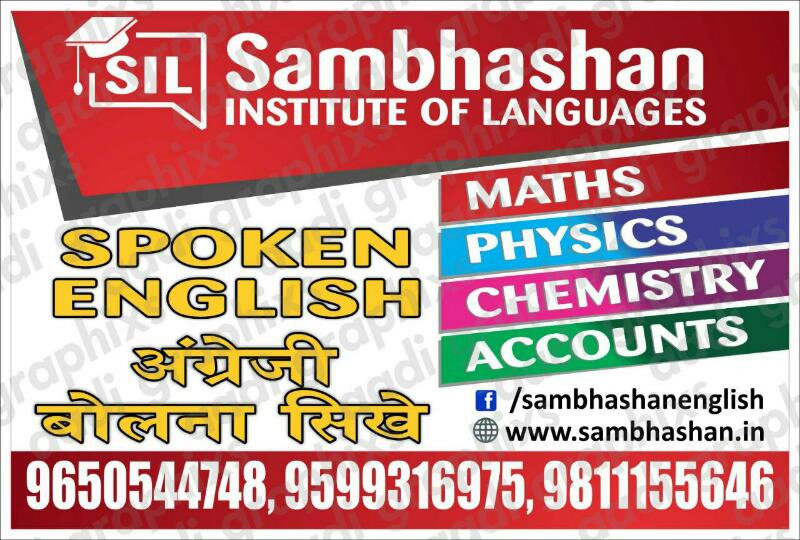 SIL
Sambhashan
INSTITUTE OF LANGUAGES
SPOKEN
ENGLISH
अंग्रेजी
बोलना सिखे
MATHS
PHYSICS
CHEMISTRY
ACCOUNTS
/sambhashanenglish
www.sambhashan.in
9650544748, 9599316975, 9811155646